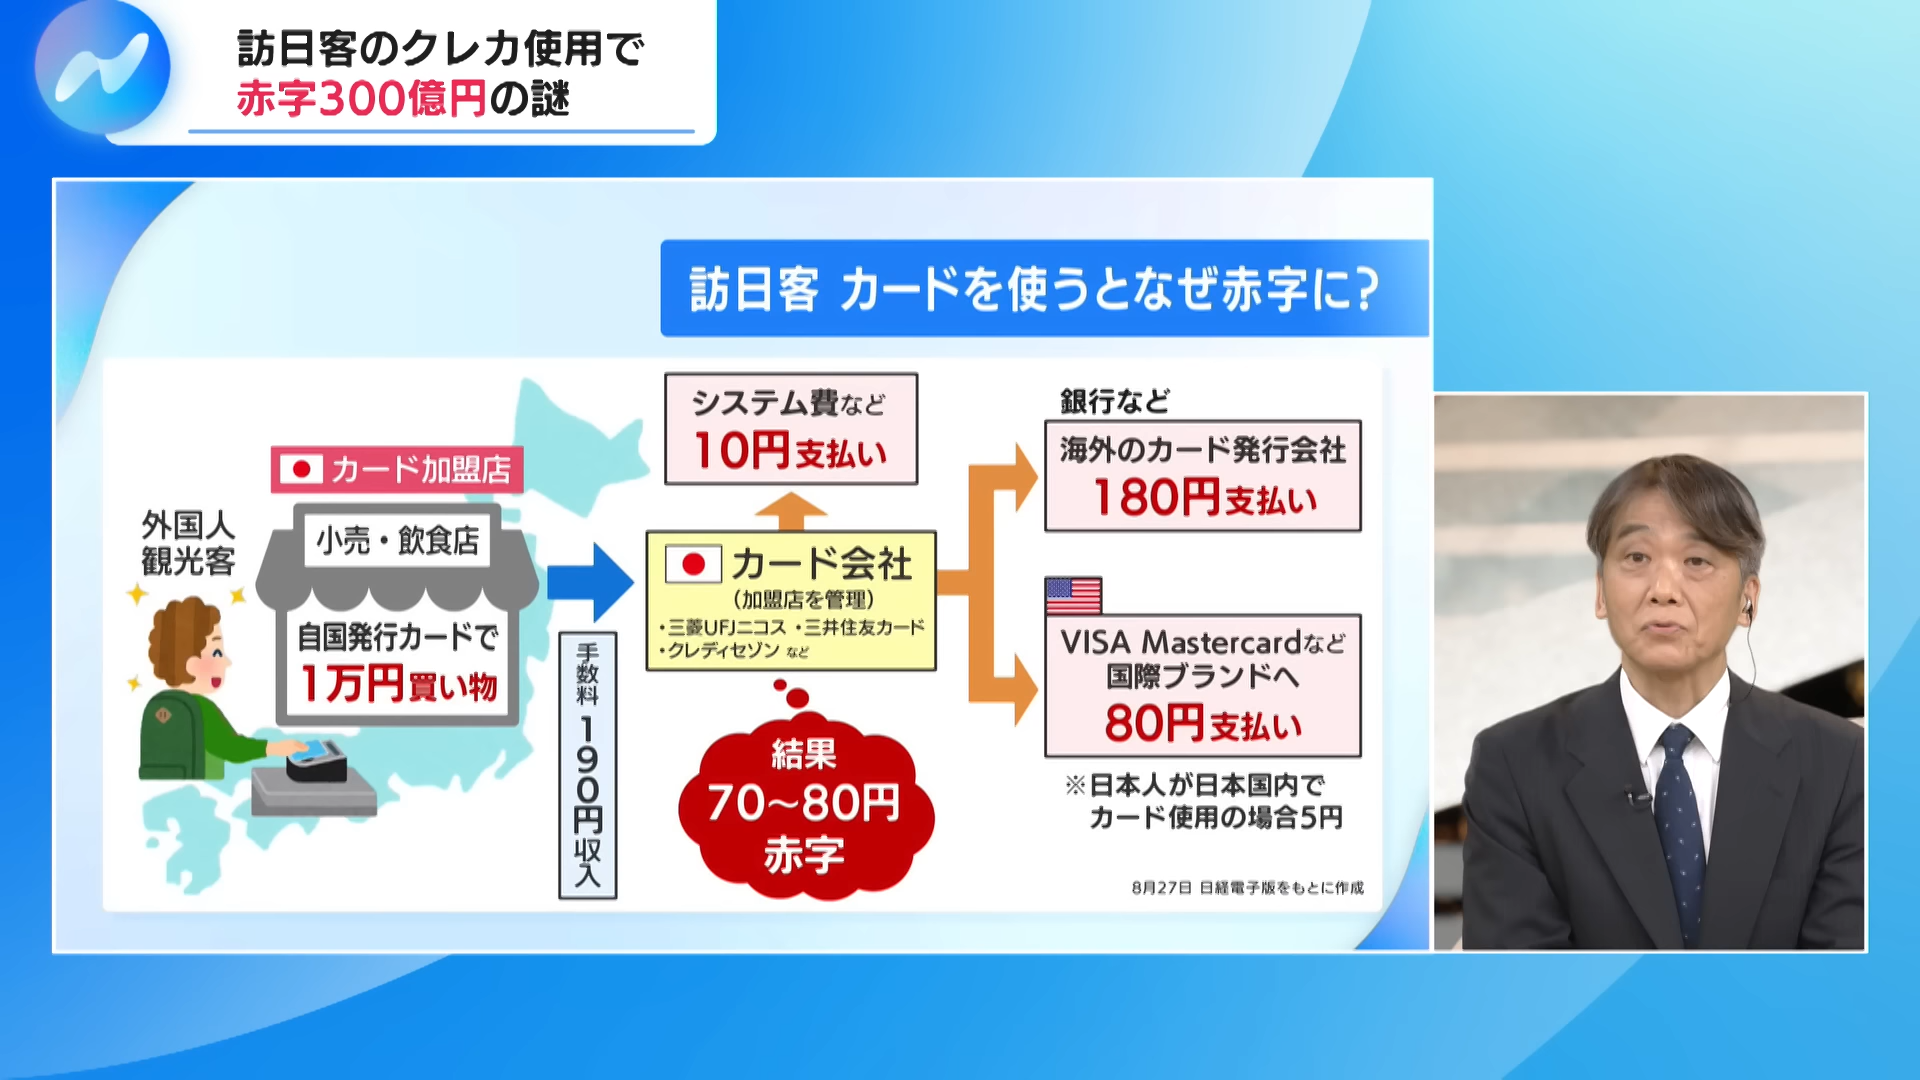 訪日客のクレカ使用で
赤字300億円の謎
訪日客 カードを使うとなぜ赤字に?
外国人
観光客
カード加盟店
小売・飲食店
自国発行カードで
1万円買い物
手数料190円収入
システム費など
10円支払い
カード会社
(加盟店を管理)
・三菱UFJニコス ・三井住友カード
・クレディセゾン など
結果
70~80円
赤字
銀行など
海外のカード発行会社
180円支払い
VISA Mastercardなど
国際ブランドへ
80円支払い
※日本人が日本国内で
カード使用の場合5円
8月27日 日経電子版をもとに作成